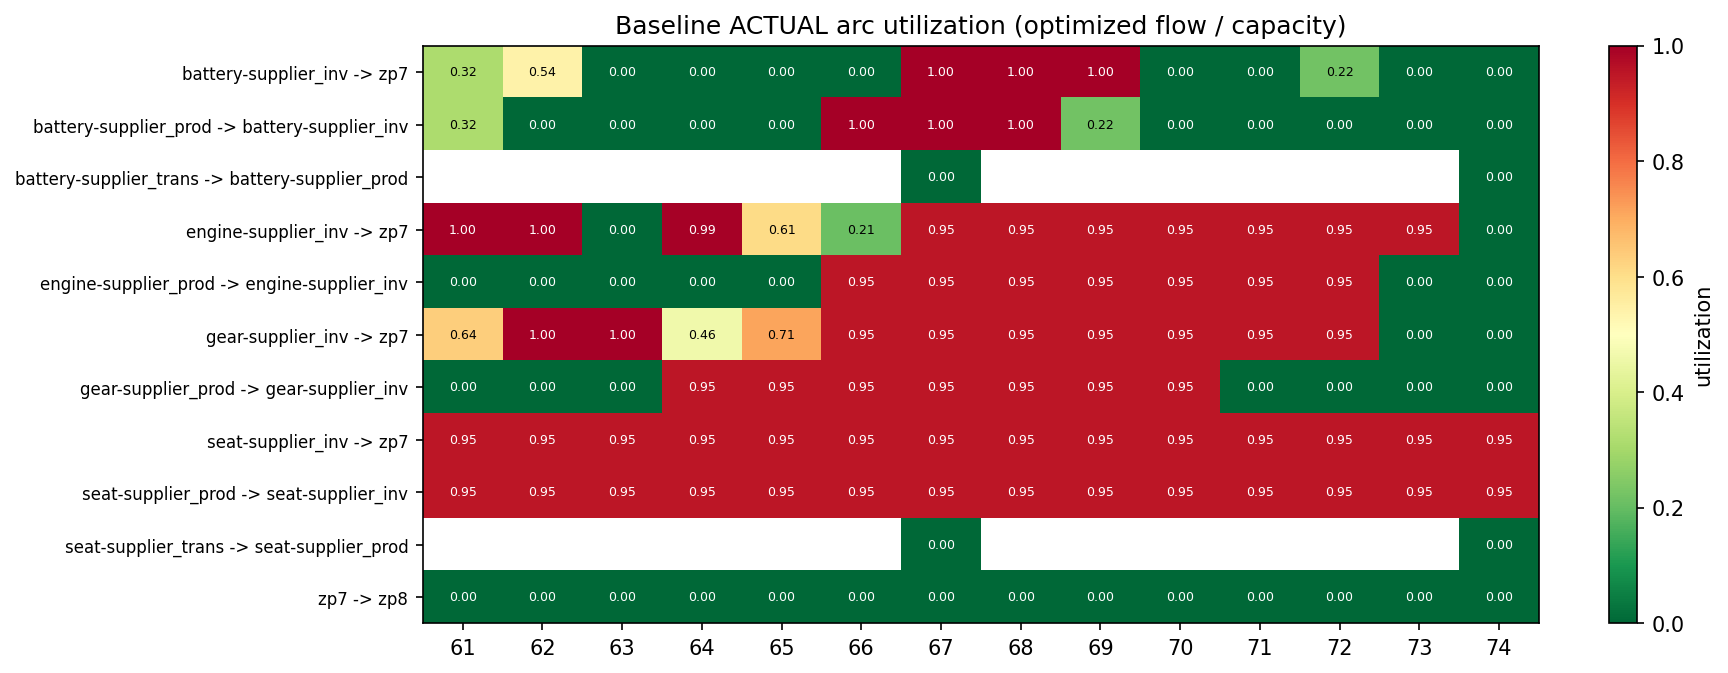 Baseline ACTUAL arc utilization (optimized flow / capacity)
battery-supplier_inv -> zp7 0.32 0.54 0.00 0.00 0.00 0.00 1.00 1.00 1.00 0.00 0.00 0.22 0.00 0.00
battery-supplier_prod -> battery-supplier_inv 0.32 0.00 0.00 0.00 0.00 1.00 1.00 1.00 0.22 0.00 0.00 0.00 0.00 0.00
battery-supplier_trans -> battery-supplier_prod 0.00 0.00
engine-supplier_inv -> zp7 1.00 1.00 0.00 0.99 0.61 0.21 0.95 0.95 0.95 0.95 0.95 0.95 0.95 0.00
engine-supplier_prod -> engine-supplier_inv 0.00 0.00 0.00 0.00 0.00 0.95 0.95 0.95 0.95 0.95 0.95 0.95 0.00 0.00
gear-supplier_inv -> zp7 0.64 1.00 1.00 0.46 0.71 0.95 0.95 0.95 0.95 0.95 0.95 0.95 0.00 0.00
gear-supplier_prod -> gear-supplier_inv 0.00 0.00 0.00 0.95 0.95 0.95 0.95 0.95 0.95 0.95 0.00 0.00 0.00 0.00
seat-supplier_inv -> zp7 0.95 0.95 0.95 0.95 0.95 0.95 0.95 0.95 0.95 0.95 0.95 0.95 0.95 0.95
seat-supplier_prod -> seat-supplier_inv 0.95 0.95 0.95 0.95 0.95 0.95 0.95 0.95 0.95 0.95 0.95 0.95 0.95 0.95
seat-supplier_trans -> seat-supplier_prod 0.00 0.00
zp7 -> zp8 0.00 0.00 0.00 0.00 0.00 0.00 0.00 0.00 0.00 0.00 0.00 0.00 0.00 0.00
61 62 63 64 65 66 67 68 69 70 71 72 73 74
1.0
0.8
0.6
0.4
0.2
0.0
utilization